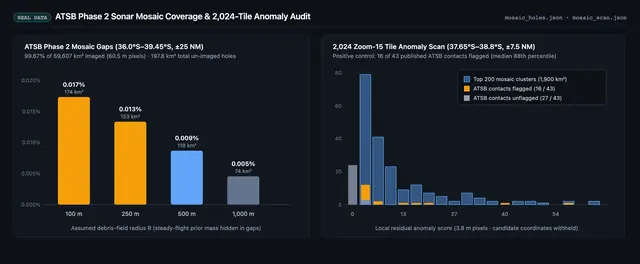 REAL DATA
ATSB Phase 2 Sonar Mosaic Coverage & 2,024-Tile Anomaly Audit
mosaic_holes.json · mosaic_scan.json
ATSB Phase 2 Mosaic Gaps (36.0°S–39.45°S, ±25 NM)
99.67% of 59,607 km² imaged (60.5 m pixels) · 197.8 km² total un-imaged holes
0.020%
0.015%
0.010%
0.005%
0.000%
0.017%
174 km²
0.013%
153 km²
0.009%
118 km²
0.005%
74 km²
100 m
250 m
500 m
1,000 m
Assumed debris-field radius R (steady-flight prior mass hidden in gaps)
2,024 Zoom-15 Tile Anomaly Scan (37.65°S–38.8°S, ±7.5 NM)
Positive control: 16 of 43 published ATSB contacts flagged (median 88th percentile)
80
60
40
20
0
Top 200 mosaic clusters (1,900 km²)
ATSB contacts flagged (16 / 43)
ATSB contacts unflagged (27 / 43)
0
13
27
40
54
Local residual anomaly score (3.8 m pixels · candidate coordinates withheld)